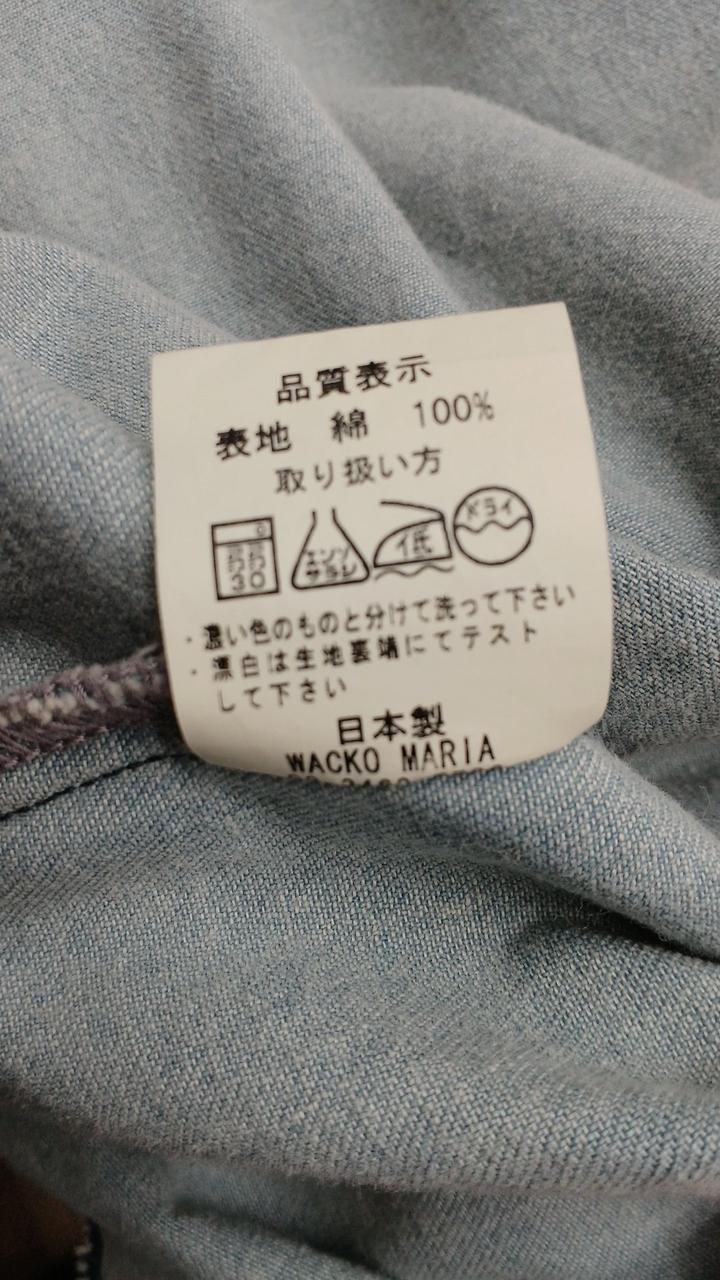 品質表示
表地 綿 100%
取り扱い方
30
エンソ
サラシ
低
ドライ
・濃い色のものと分けて洗って下さい
・漂白は生地裏端にてテスト
して下さい
日本製
WACKO MARIA